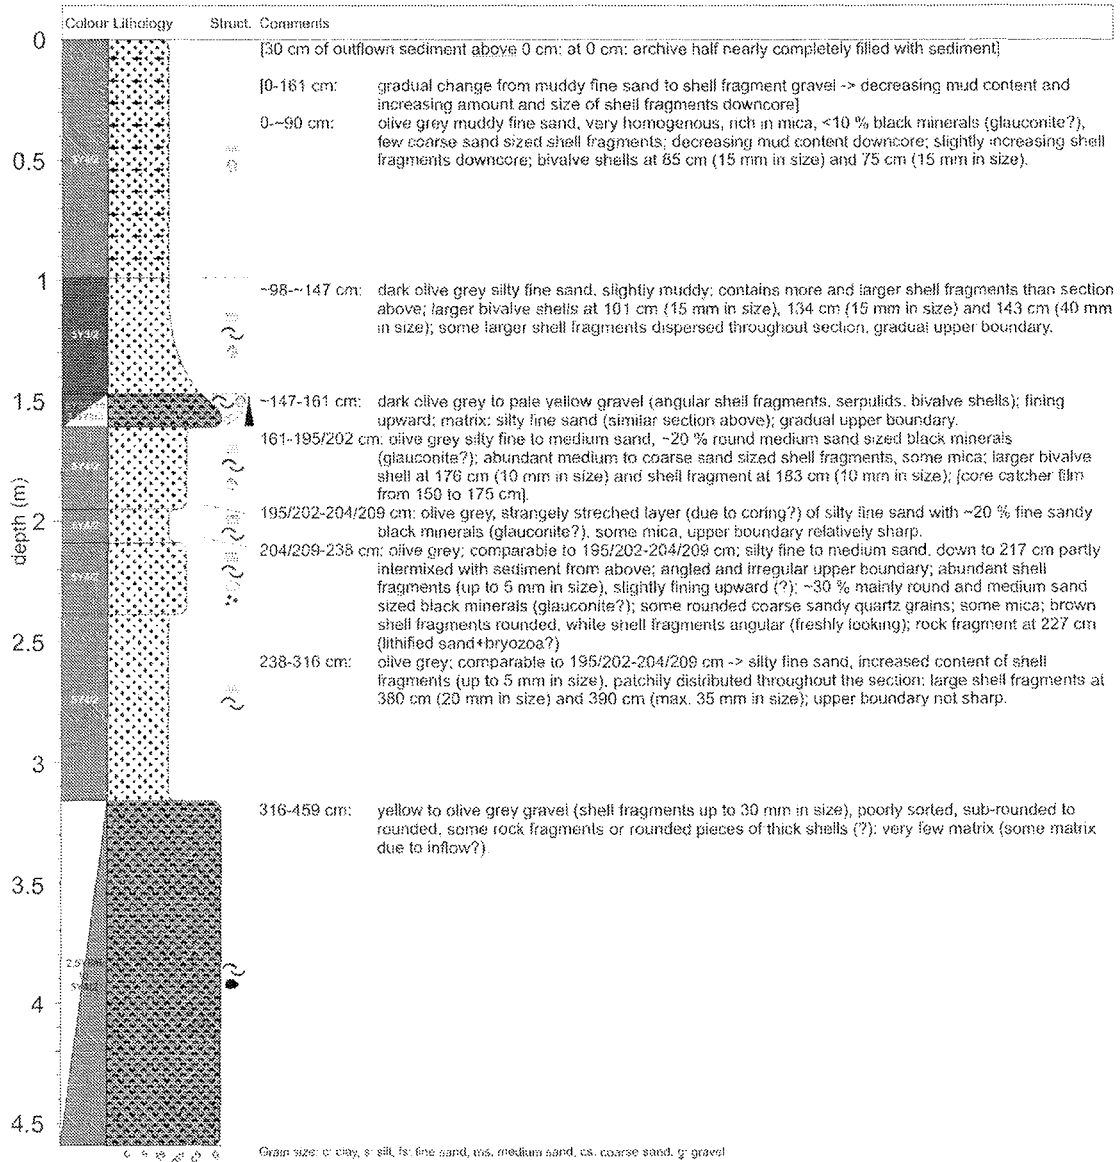 Colour Lithology Struct. Comments
0
[30 cm of outflown sediment above 0 cm: at 0 cm: archive half nearly completely filled with sediment]
[0-161 cm: gradual change from muddy fine sand to shell fragment gravel -> decreasing mud content and
increasing amount and size of shell fragments downcore]
0-~90 cm: olive grey muddy fine sand, very homogenous, rich in mica, <10 % black minerals (glauconite?),
few coarse sand sized shell fragments; decreasing mud content downcore; slightly increasing shell
0.5
fragments downcore; bivalve shells at 65 cm (15 mm in size) and 75 cm (15 mm in size).
1
~98-~147 cm: dark olive grey silty fine sand, slightly muddy; contains more and larger shell fragments than section
above; larger bivalve shells at 101 cm (15 mm in size), 134 cm (15 mm in size) and 143 cm (40 mm
in size); some larger shell fragments dispersed throughout section, gradual upper boundary.
1.5
~147-161 cm: dark olive grey to pale yellow gravel (angular shell fragments, serpulids, bivalve shells); fining
upward; matrix: silty fine sand (similar section above); gradual upper boundary.
161-195/202 cm: olive grey silty fine to medium sand, ~20 % round medium sand sized black minerals
(glauconite?); abundant medium to coarse sand sized shell fragments, some mica; larger bivalve
shell at 176 cm (10 mm in size) and shell fragment at 183 cm (10 mm in size); [core catcher film
from 150 to 175 cm].
2
195/202-204/209 cm: olive grey, strangely streched layer (due to coring?) of silty fine sand with ~20 % fine sandy
black minerals (glauconite?), some mica, upper boundary relatively sharp.
204/209-238 cm: olive grey; comparable to 195/202-204/209 cm; silty fine to medium sand, down to 217 cm partly
intermixed with sediment from above; angled and irregular upper boundary; abundant shell
fragments (up to 5 mm in size), slightly fining upward (?); ~30 % mainly round and medium sand
sized black minerals (glauconite?); some rounded coarse sandy quartz grains; some mica; brown
shell fragments rounded, white shell fragments angular (freshly looking); rock fragment at 227 cm
2.5
(lithified sand+bryozoa?)
238-316 cm: olive grey; comparable to 195/202-204/209 cm -> silty fine sand, increased content of shell
fragments (up to 5 mm in size), patchily distributed throughout the section; large shell fragments at
380 cm (20 mm in size) and 390 cm (max. 35 mm in size); upper boundary not sharp.
depth (m)
3
316-459 cm: yellow to olive grey gravel (shell fragments up to 30 mm in size), poorly sorted, sub-rounded to
rounded, some rock fragments or rounded pieces of thick shells (?); very few matrix (some matrix
due to inflow?)
3.5
4
4.5
Grain size: c: clay, s: silt, fs: fine sand, ms: medium sand, cs: coarse sand, g: gravel